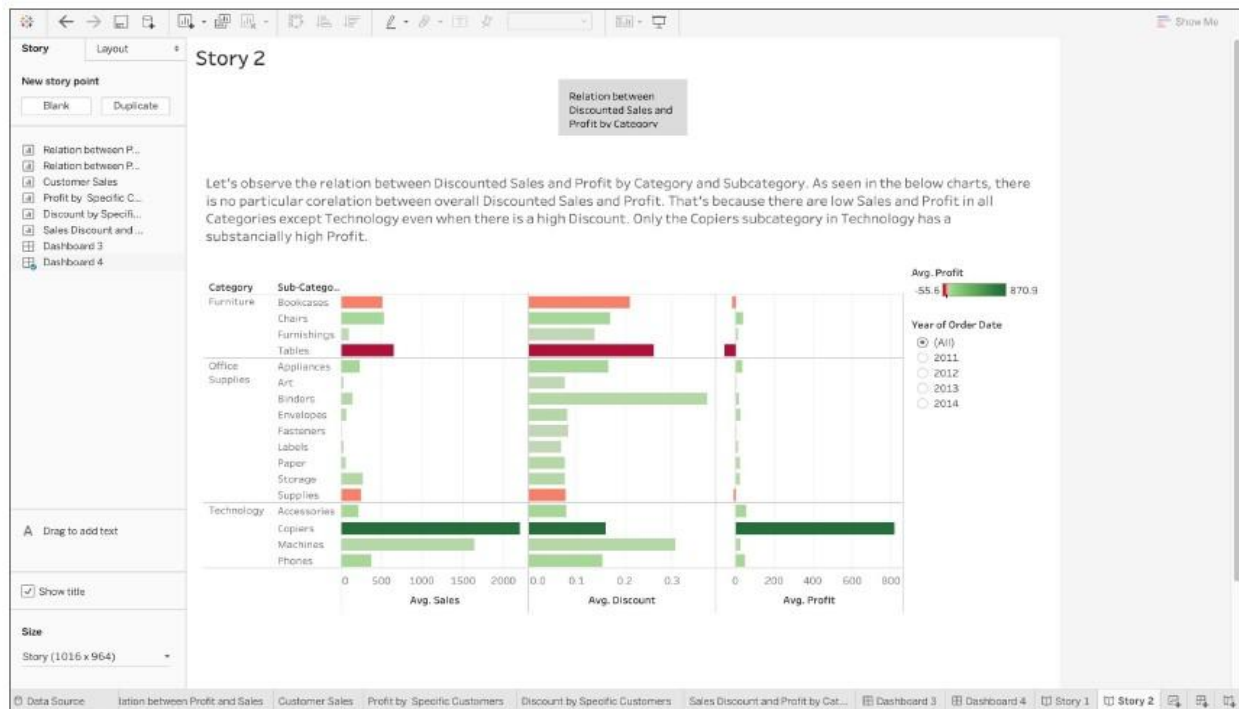 Show Me
Story
Layout
Story 2
New story point
Blank
Duplicate
Relation between
Discounted Sales and
Profit by Category
Relation between P...
Relation between P...
Customer Sales
Profit by Specific C...
Discount by Specifi...
Sales Discount and ...
Dashboard 3
Dashboard 4
Let's observe the relation between Discounted Sales and Profit by Category and Subcategory. As seen in the below charts, there
is no particular corelation between overall Discounted Sales and Profit. That's because there are low Sales and Profit in all
Categories except Technology even when there is a high Discount. Only the Copiers subcategory in Technology has a
substancially high Profit.
Category Sub-Catego..
Furniture Bookcases
Chairs
Furnishings
Tables
Office Supplies Appliances
Art
Binders
Envelopes
Fasteners
Labels
Paper
Storage
Supplies
Technology Accessories
Copiers
Machines
Phones
0 500 1000 1500 2000 0.0 0.1 0.2 0.3 0 200 400 600 800
Avg. Sales Avg. Discount Avg. Profit
Avg. Profit
-55.6 870.9
Year of Order Date
(All)
2011
2012
2013
2014
A Drag to add text
Show title
Size
Story (1016 x 964)
Data Source lation between Profit and Sales Customer Sales Profit by Specific Customers Discount by Specific Customers Sales Discount and Profit by Cat... Dashboard 3 Dashboard 4 Story 1 Story 2